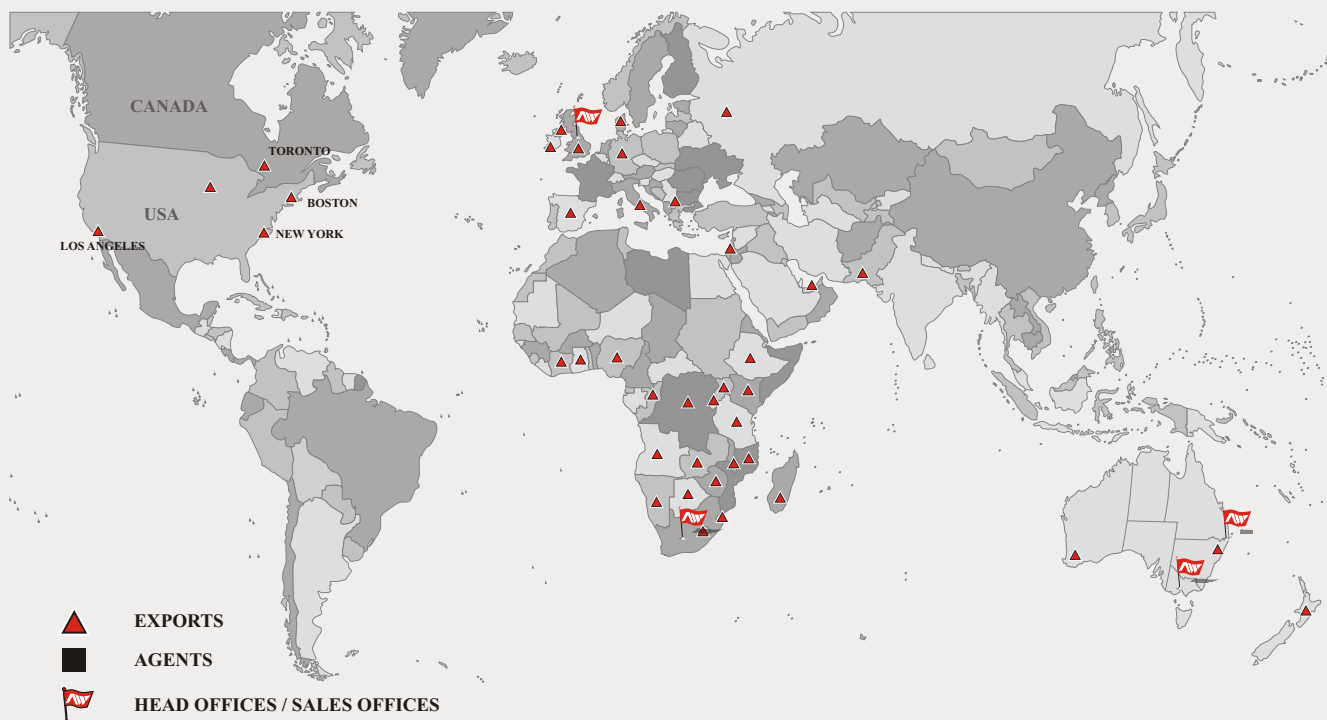 CANADA
TORONTO
BOSTON
USA
NEW YORK
LOS ANGELES
EXPORTS
AGENTS
HEAD OFFICES / SALES OFFICES